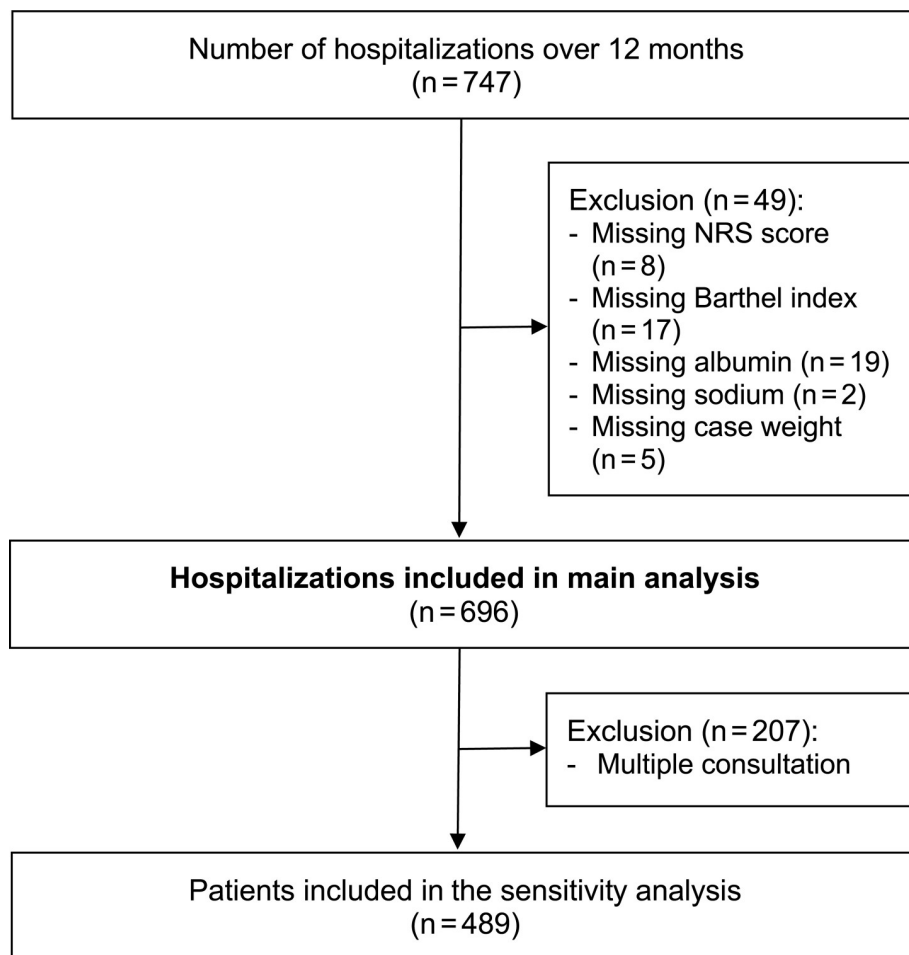 Number of hospitalizations over 12 months
(n = 747)
Exclusion (n = 49):
- Missing NRS score
(n = 8)
- Missing Barthel index
(n = 17)
- Missing albumin (n = 19)
- Missing sodium (n = 2)
- Missing case weight
(n = 5)
Hospitalizations included in main analysis
(n = 696)
Exclusion (n = 207):
- Multiple consultation
Patients included in the sensitivity analysis
(n = 489)